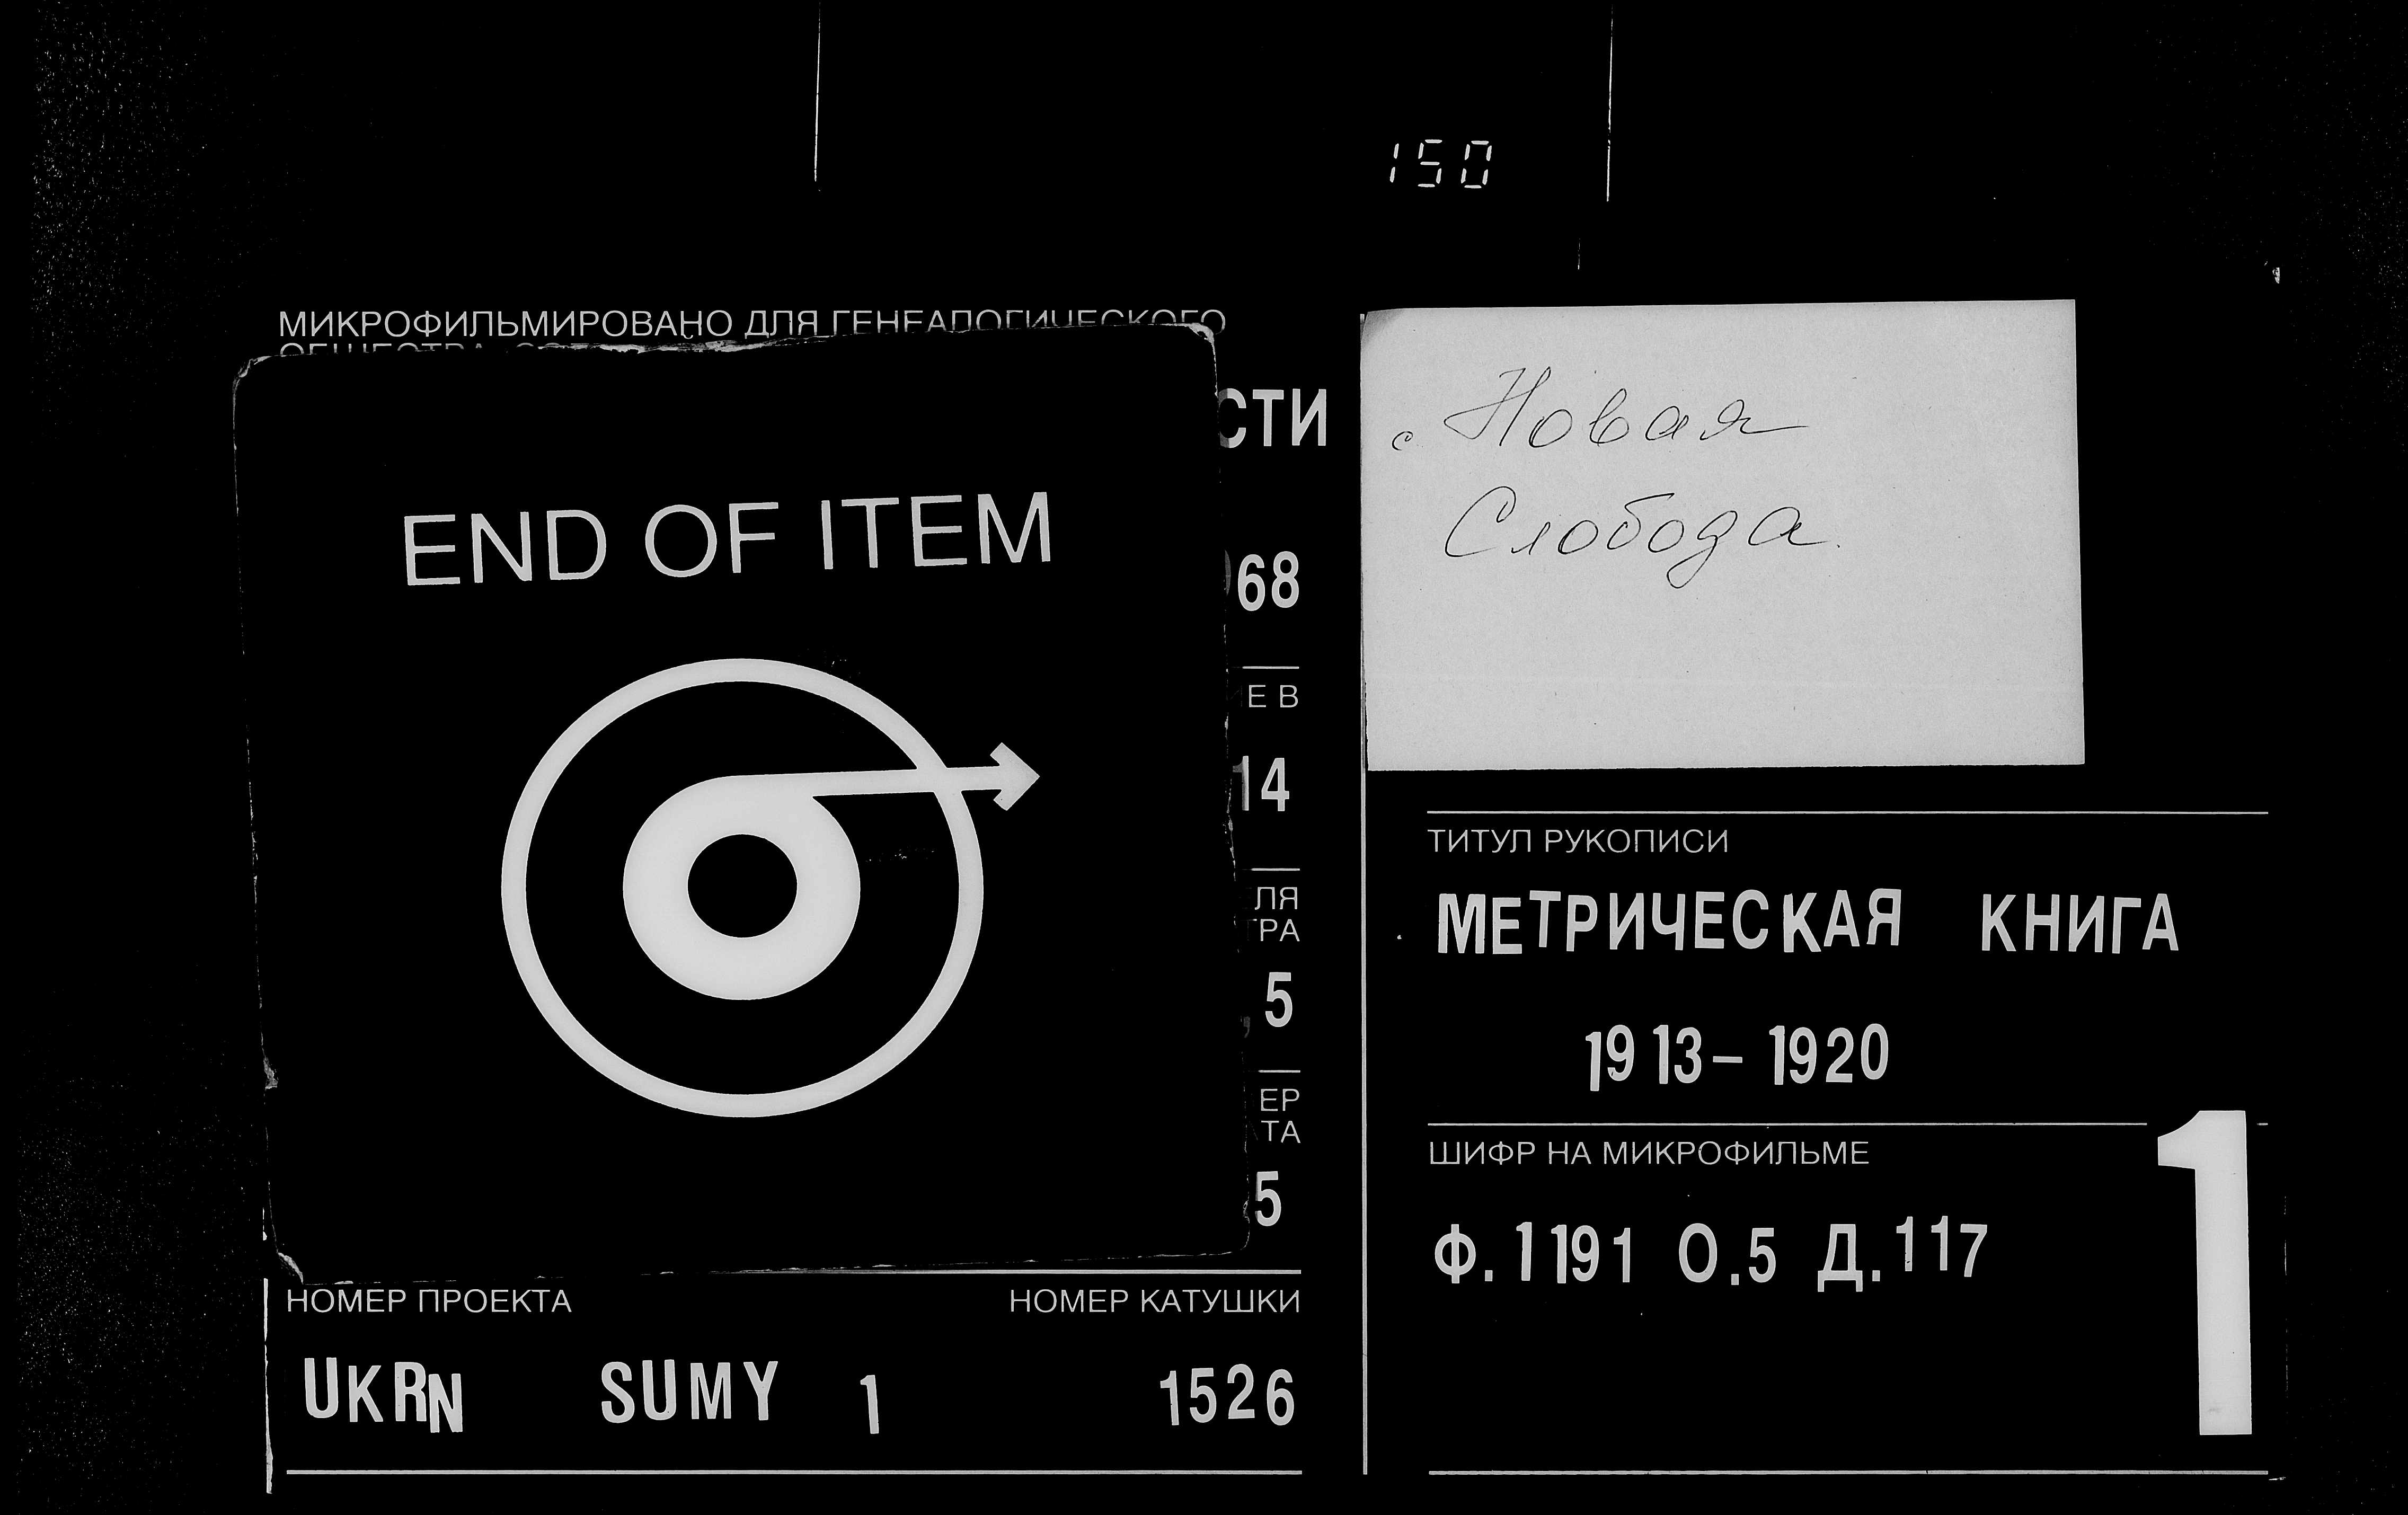 150
МИКРОФИЛЬМИРОВАНО ДЛЯ ГЕНЕАЛОГИЧЕСКОГО
СТИ
END OF ITEM
68
Е В
14
ЛЯ
ТРА
5
ЕР
ТА
5
НОМЕР ПРОЕКТА НОМЕР КАТУШКИ
UKRN SUMY 1 1526
с Новая
Слобода
ТИТУЛ РУКОПИСИ
МЕТРИЧЕСКАЯ КНИГА
1913-1920
ШИФР НА МИКРОФИЛЬМЕ
Ф. 1191 О.5 Д.117
1